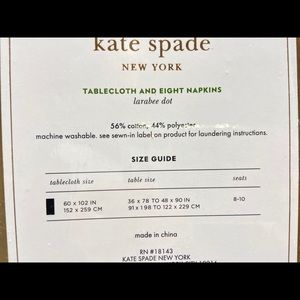 kate spade
NEW YORK
TABLECLOTH AND EIGHT NAPKINS
larabee dot
56% cotton, 44% polyester
machine washable. see sewn-in label on product for laundering instructions.
SIZE GUIDE
tablecloth size table size seats
60 x 102 IN 36 x 78 TO 48 x 90 IN 8-10
152 x 259 CM 91 x 198 TO 122 x 229 CM
made in china
RN #18143
KATE SPADE NEW YORK